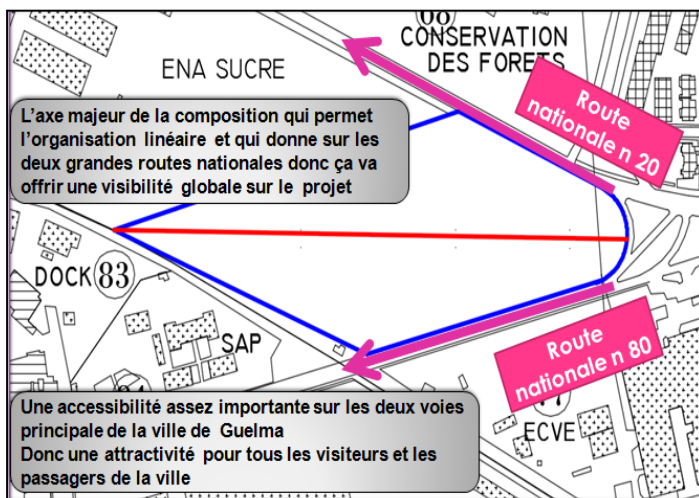 68
CONSERVATION
DES FORETS
ENA SUCRE
Route
nationale n 20
L'axe majeur de la composition qui permet
l'organisation linéaire et qui donne sur les
deux grandes routes nationales donc ça va
offrir une visibilité globale sur le projet
DOCK 83
SAP
Route
nationale n 80
ECVE
Une accessibilité assez importante sur les deux voies
principale de la ville de Guelma
Donc une attractivité pour tous les visiteurs et les
passagers de la ville